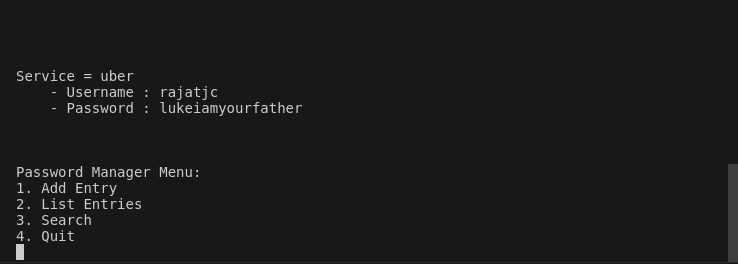 Service = uber
- Username : rajatjc
- Password : lukeiamyourfather
Password Manager Menu:
1. Add Entry
2. List Entries
3. Search
4. Quit